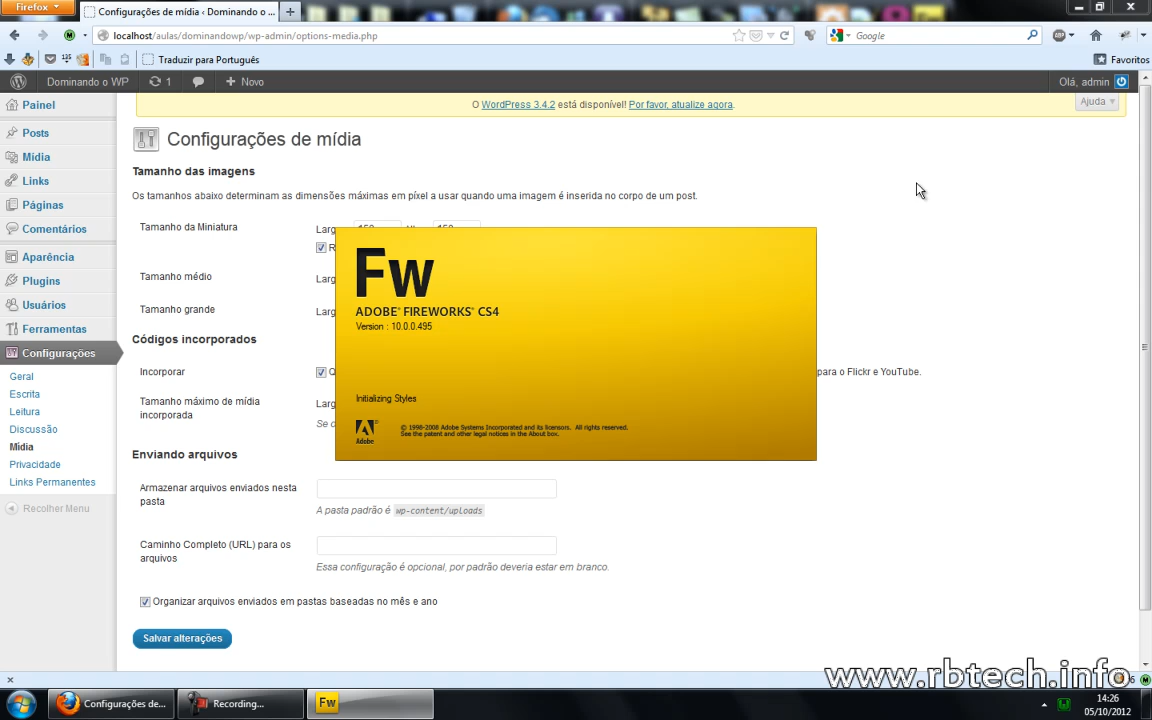 Firefox
Configurações de mídia ‹ Dominando o ...
localhost/aulas/dominandowp/wp-admin/options-media.php
Google
Traduzir para Português
Favoritos
Dominando o WP
1
Novo
Olá, admin
O WordPress 3.4.2 está disponível! Por favor, atualize agora.
Ajuda
Painel
Posts
Mídia
Links
Páginas
Comentários
Aparência
Plugins
Usuários
Ferramentas
Configurações
Geral
Escrita
Leitura
Discussão
Mídia
Privacidade
Links Permanentes
Recolher Menu
Configurações de mídia
Tamanho das imagens
Os tamanhos abaixo determinam as dimensões máximas em píxel a usar quando uma imagem é inserida no corpo de um post.
Tamanho da Miniatura
Larg
R
Tamanho médio
Larg
Tamanho grande
Larg
Códigos incorporados
Incorporar
para o Flickr e YouTube.
Tamanho máximo de mídia
incorporada
Larg
Fw
ADOBE® FIREWORKS® CS4
Version : 10.0.0.495
Initializing Styles
Adobe
© 1998-2008 Adobe Systems Incorporated and its licensors. All rights reserved.
See the patent and other legal notices in the About box.
Enviando arquivos
Armazenar arquivos enviados nesta
pasta
A pasta padrão é wp-content/uploads
Caminho Completo (URL) para os
arquivos
Essa configuração é opcional, por padrão deveria estar em branco.
Organizar arquivos enviados em pastas baseadas no mês e ano
Salvar alterações
www.rbtech.info
Configurações de...
Recording...
Fw
14:26
05/10/2012